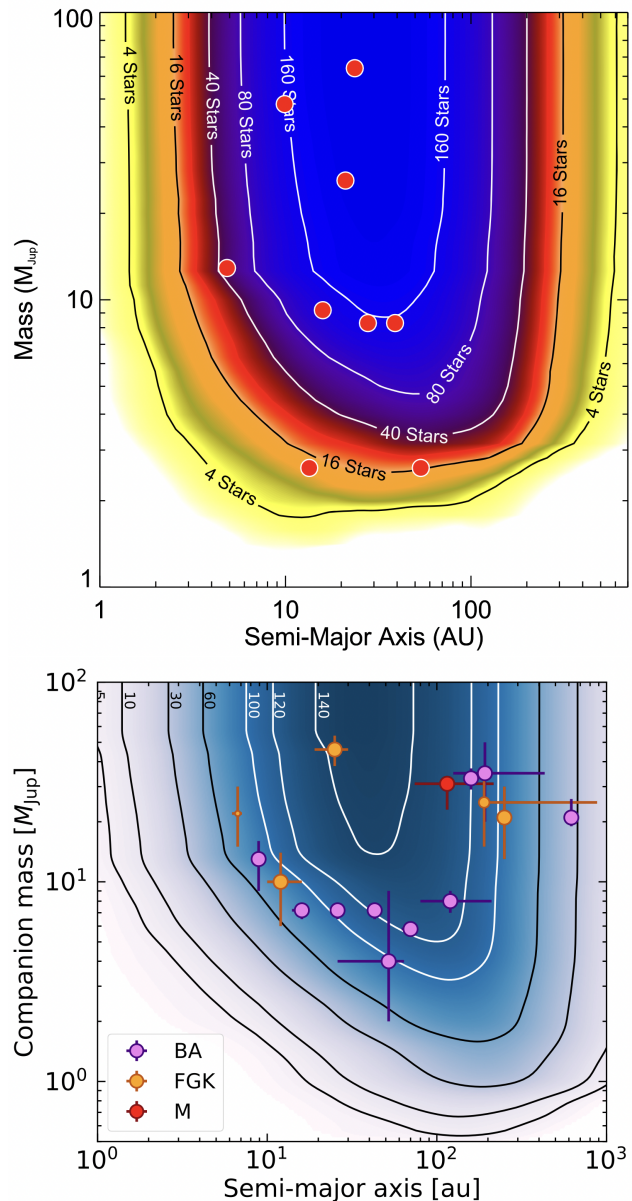 100
10
1
Mass (M_Jup)
4 Stars
16 Stars
40 Stars
80 Stars
160 Stars
160 Stars
16 Stars
4 Stars
80 Stars
40 Stars
16 Stars
4 Stars
1
10
100
Semi-Major Axis (AU)
10^2
10^1
10^0
Companion mass [M_Jup]
5
10
30
60
100
120
140
BA
FGK
M
10^0
10^1
10^2
10^3
Semi-major axis [au]